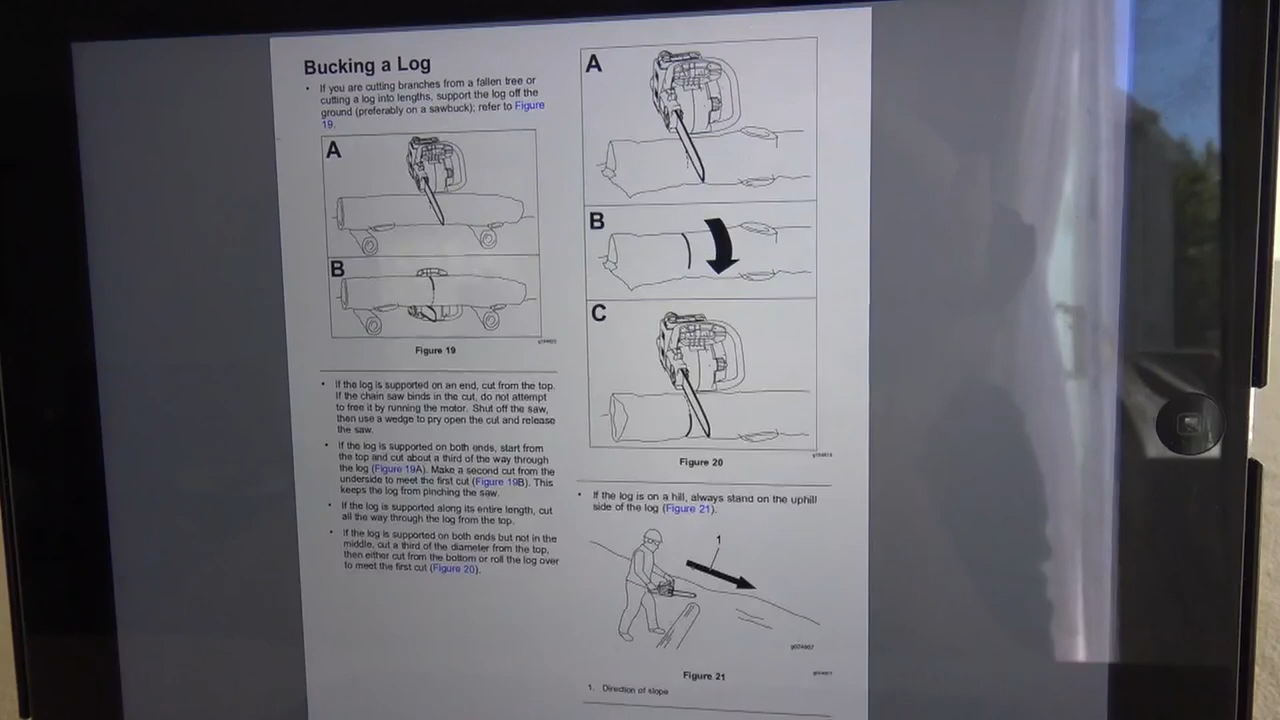 Bucking a Log
• If you are cutting branches from a fallen tree or
cutting a log into lengths, support the log off the
ground (preferably on a sawbuck); refer to Figure
19.
A
B
Figure 19
• If the log is supported on an end, cut from the top.
If the chain saw binds in the cut, do not attempt
to free it by running the motor. Shut off the saw,
then use a wedge to pry open the cut and release
the saw.
• If the log is supported on both ends, start from
the top and cut about a third of the way through
the log (Figure 19A). Make a second cut from the
underside to meet the first cut (Figure 19B). This
keeps the log from pinching the saw.
• If the log is supported along its entire length, cut
all the way through the log from the top.
• If the log is supported on both ends but not in the
middle, cut a third of the diameter from the top,
then either cut from the bottom or roll the log over
to meet the first cut (Figure 20).
A
B
C
Figure 20
• If the log is on a hill, always stand on the uphill
side of the log (Figure 21).
1
Figure 21
1. Direction of slope